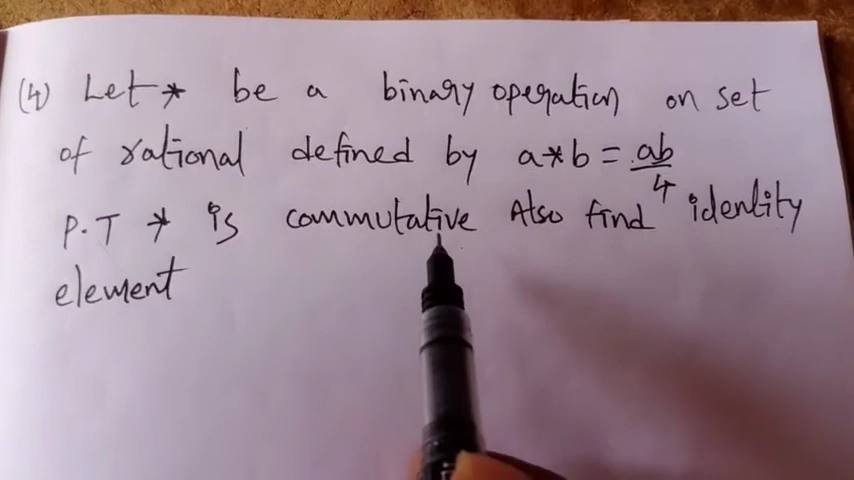 (4) Let * be a binary operation on set
of rational defined by a*b = ab/4
P.T * is commutative Also find identity
element